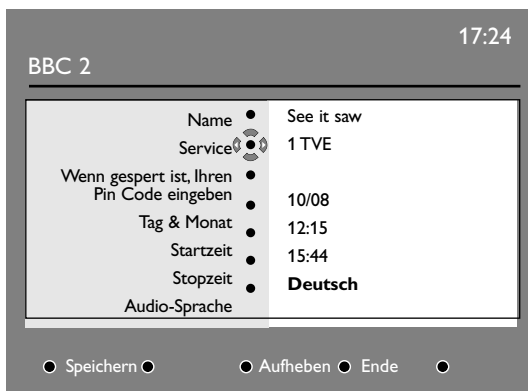 17:24
BBC 2
Name See it saw
Service 1 TVE
Wenn gespert ist, Ihren
Pin Code eingeben
10/08
Tag & Monat
12:15
Startzeit
15:44
Stopzeit
Deutsch
Audio-Sprache
Speichern Aufheben Ende